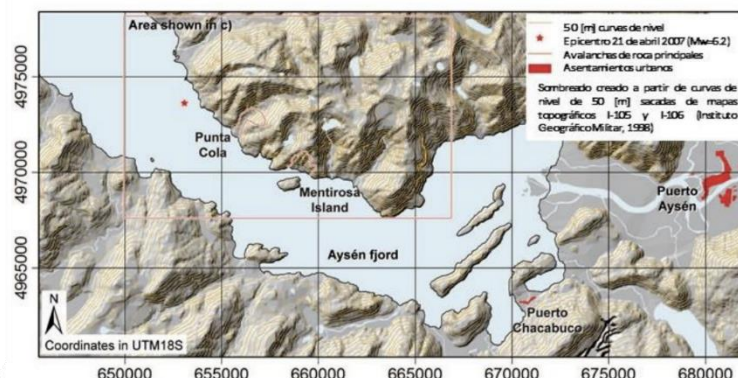 Area shown in c)
50 [m] curvas de nivel
Epicentro 21 de abril 2007 (Mw=6.2)
Avalanchas de roca principales
Asentamientos urbanos
Sombreado creado a partir de curvas de
nivel de 50 [m] sacadas de mapas
topográficos I-105 y I-106 (Instituto
Geográfico Militar, 1998)
4975000
4970000
4965000
Punta
Cola
Mentirosa
Island
Puerto
Aysén
Aysén fjord
Puerto
Chacabuco
N
Coordinates in UTM18S
650000
655000
660000
665000
670000
675000
680000